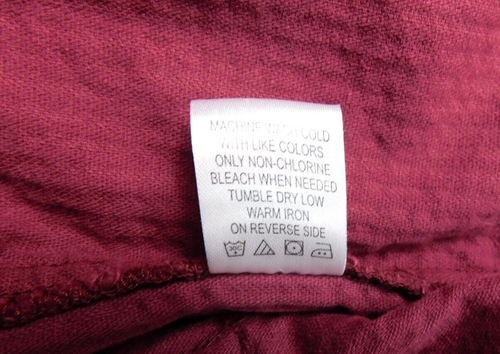 MACHINE WASH COLD
WITH LIKE COLORS
ONLY NON-CHLORINE
BLEACH WHEN NEEDED
TUMBLE DRY LOW
WARM IRON
ON REVERSE SIDE
30C